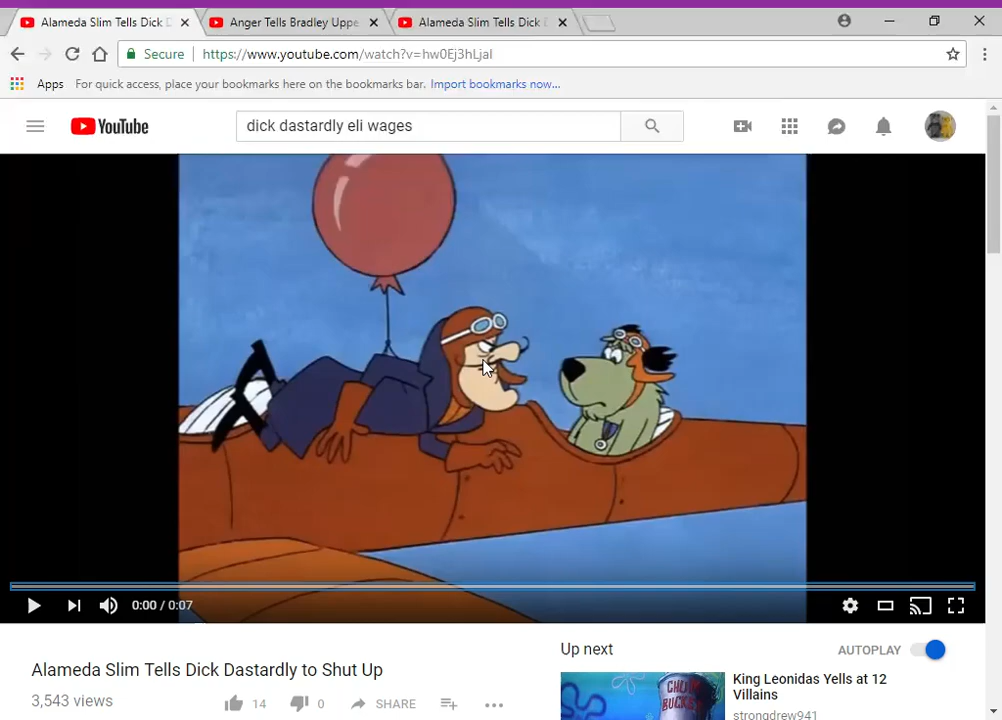 Alameda Slim Tells Dick D
Anger Tells Bradley Uppe
Alameda Slim Tells Dick
Secure https://www.youtube.com/watch?v=hw0Ej3hLjaI
Apps For quick access, place your bookmarks here on the bookmarks bar. Import bookmarks now...
YouTube
dick dastardly eli wages
0:00 / 0:07
Alameda Slim Tells Dick Dastardly to Shut Up
3,543 views
14
0
SHARE
Up next
AUTOPLAY
CHUM
BUCKET
King Leonidas Yells at 12
Villains
strongdrew941